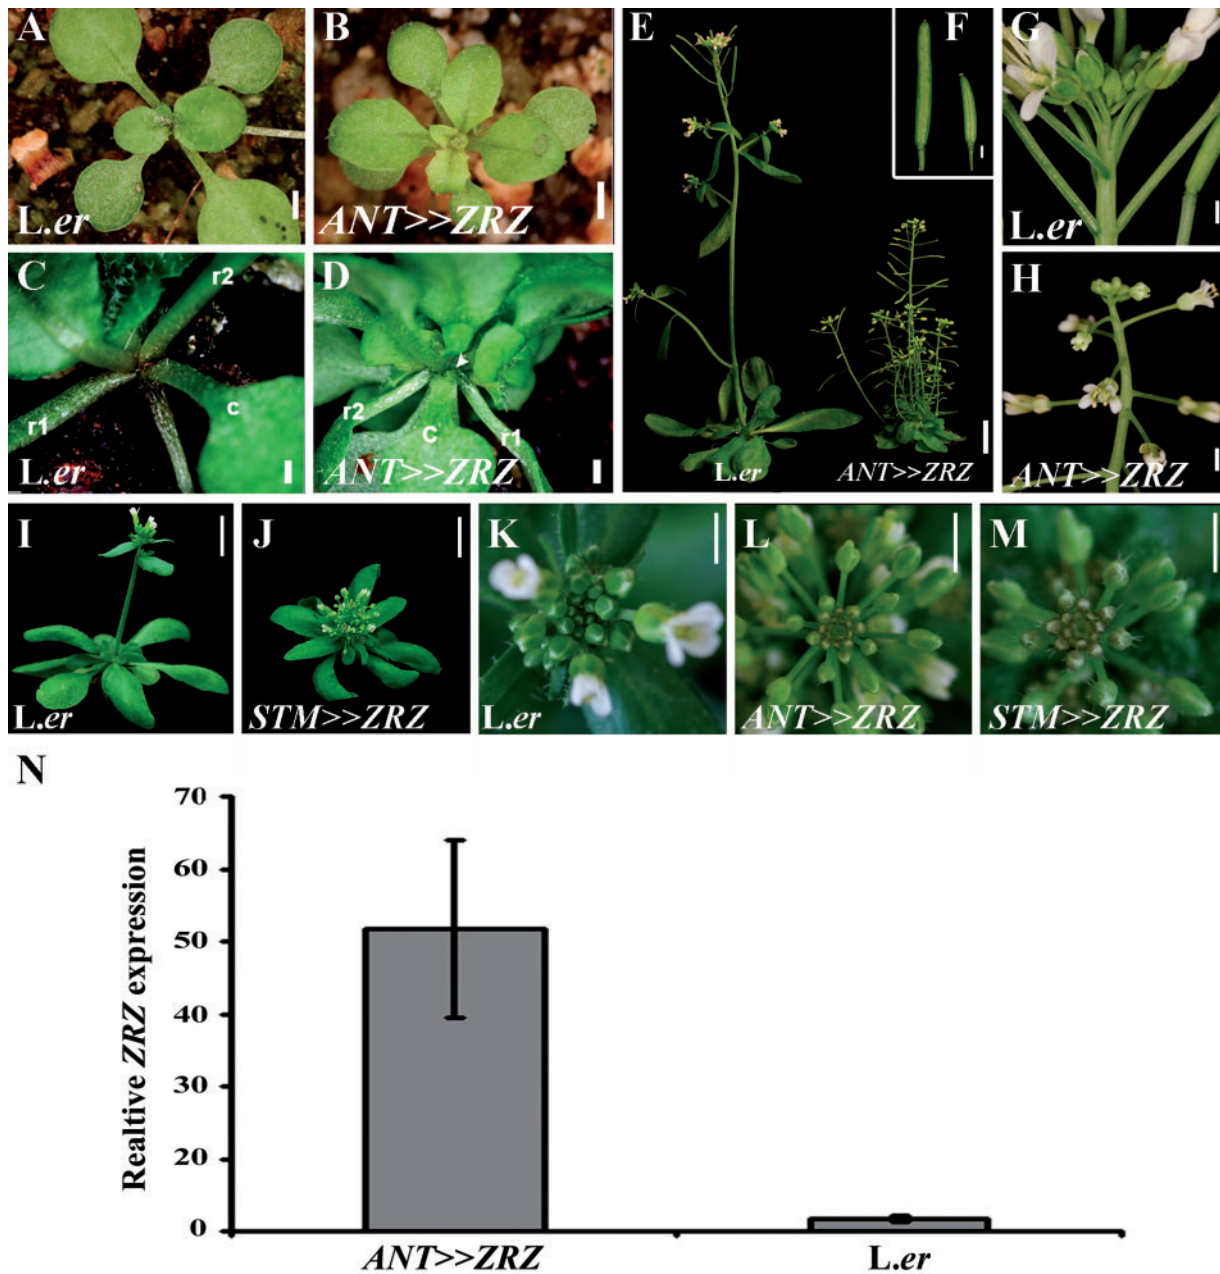 A
L.er
B
ANT>>ZRZ
C
r2
r1
c
L.er
D
r2
c
r1
ANT>>ZRZ
E
L.er
ANT>>ZRZ
F
G
L.er
H
ANT>>ZRZ
I
L.er
J
STM>>ZRZ
K
L.er
L
ANT>>ZRZ
M
STM>>ZRZ
N
Realtive ZRZ expression
70
60
50
40
30
20
0
ANT>>ZRZ
L.er